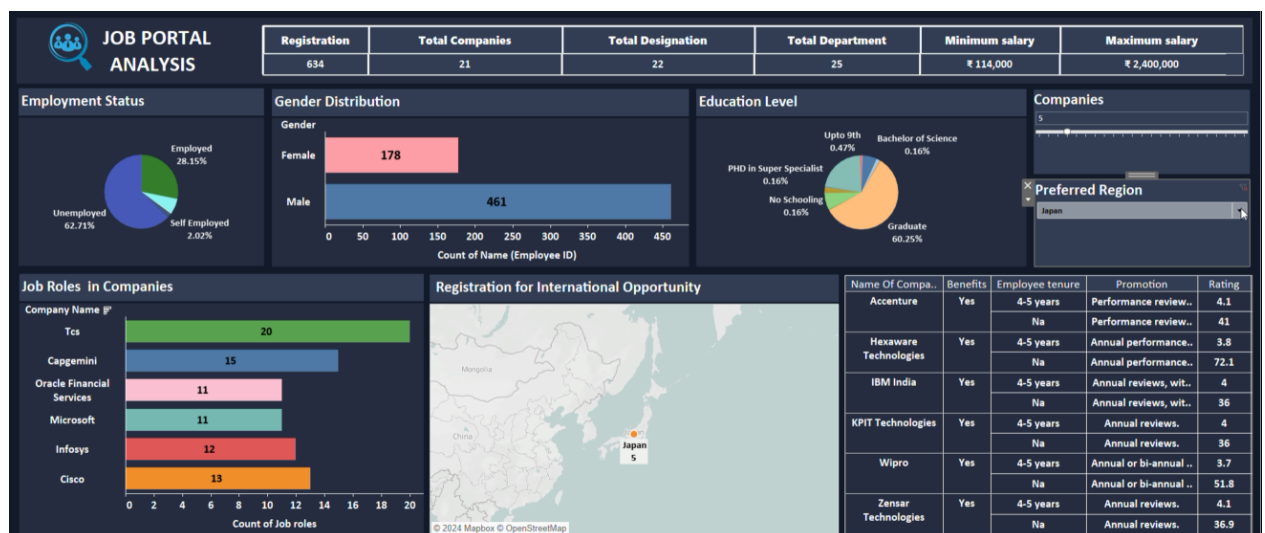 JOB PORTAL
ANALYSIS
Registration Total Companies Total Designation Total Department Minimum salary Maximum salary
634 21 22 25 ₹ 114,000 ₹ 2,400,000
Employment Status
Employed
28.15%
Unemployed
62.71%
Self Employed
2.02%
Gender Distribution
Gender
Female 178
Male 461
0 50 100 150 200 250 300 350 400 450
Count of Name (Employee ID)
Education Level
Upto 9th
0.47%
Bachelor of Science
0.16%
PHD in Super Specialist
0.16%
No Schooling
0.16%
Graduate
60.25%
Companies
5
Preferred Region
Japan
Job Roles in Companies
Company Name
Tcs 20
Capgemini 15
Oracle Financial
Services 11
Microsoft 11
Infosys 12
Cisco 13
0 2 4 6 8 10 12 14 16 18 20
Count of Job roles
Registration for International Opportunity
Mongolia
China
Japan
5
© 2024 Mapbox © OpenStreetMap
Name Of Compa.. Benefits Employee tenure Promotion Rating
Accenture Yes 4-5 years Performance review.. 4.1
Na Performance review.. 41
Hexaware
Technologies Yes 4-5 years Annual performance.. 3.8
Na Annual performance.. 72.1
IBM India Yes 4-5 years Annual reviews, wit.. 4
Na Annual reviews, wit.. 36
KPIT Technologies Yes 4-5 years Annual reviews. 4
Na Annual reviews. 36
Wipro Yes 4-5 years Annual or bi-annual .. 3.7
Na Annual or bi-annual .. 51.8
Zensar
Technologies Yes 4-5 years Annual reviews. 4.1
Na Annual reviews. 36.9